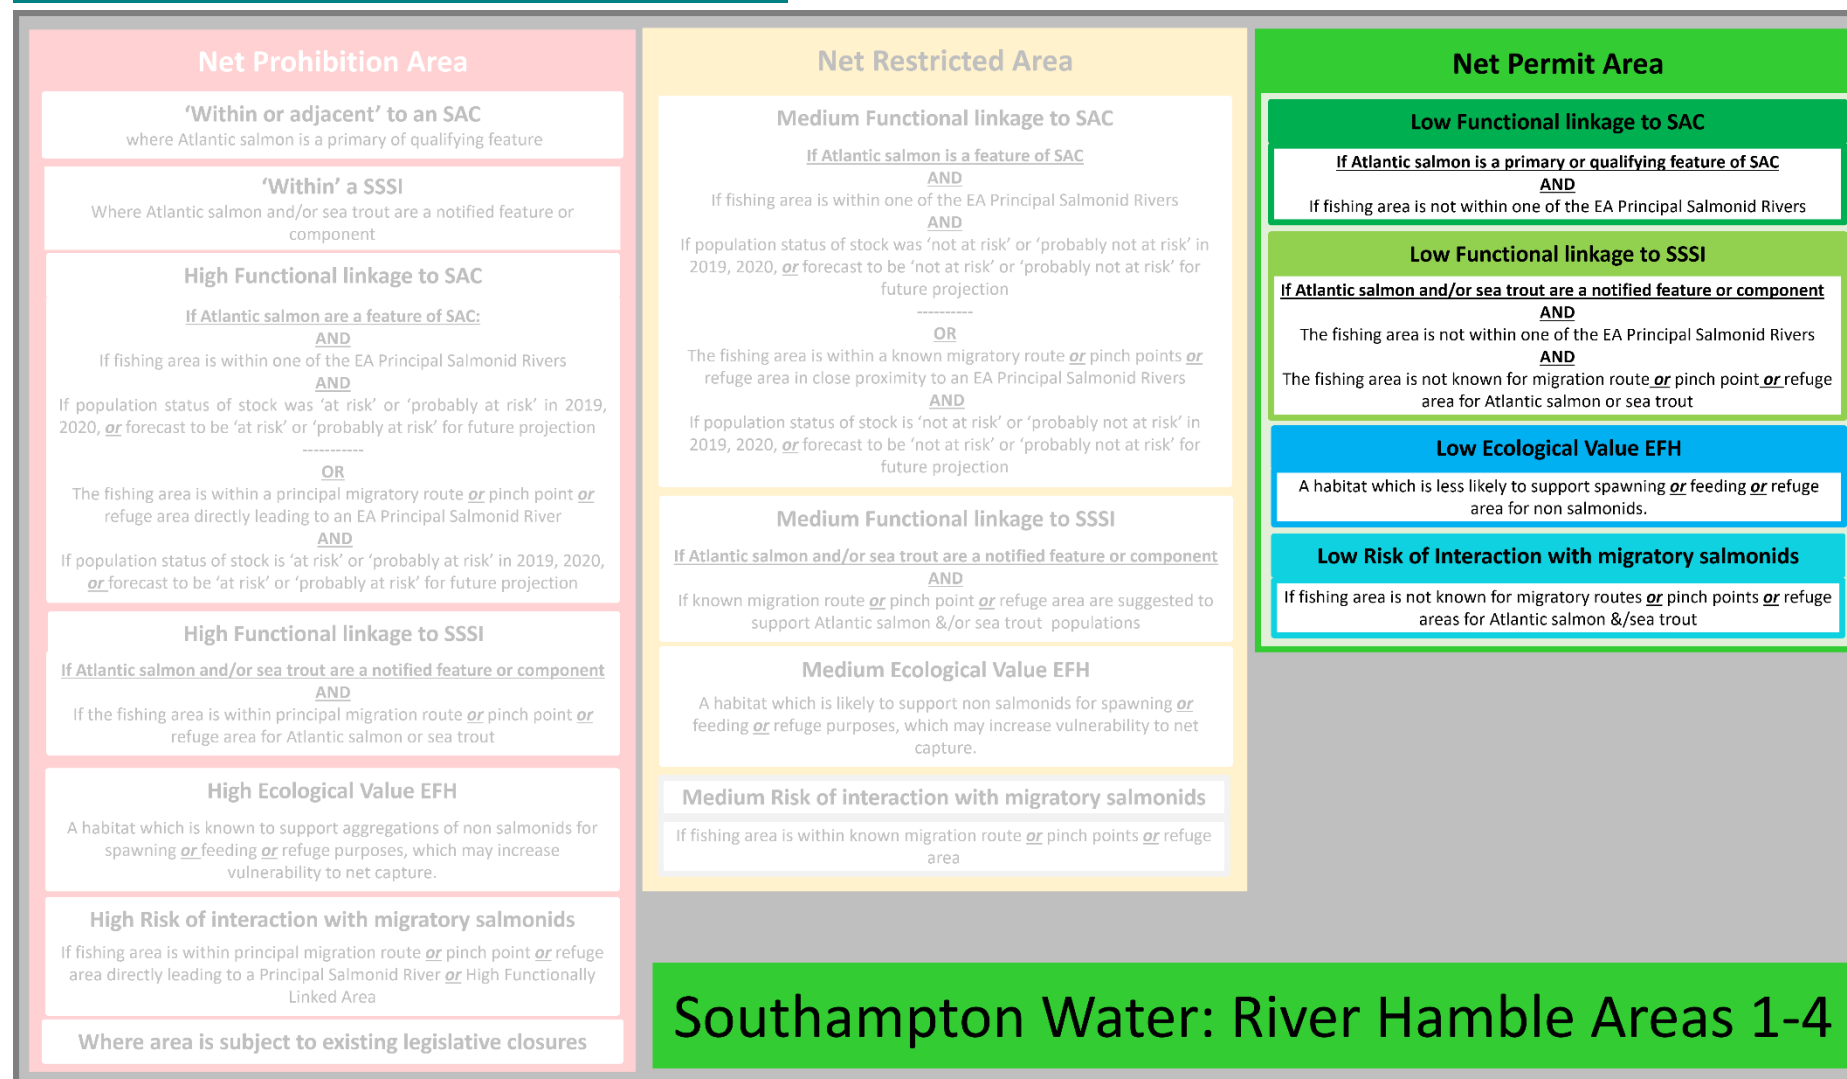 Net Prohibition Area
'Within or adjacent' to an SAC
where Atlantic salmon is a primary of qualifying feature
'Within' a SSSI
Where Atlantic salmon and/or sea trout are a notified feature or
component
High Functional linkage to SAC
If Atlantic salmon are a feature of SAC:
AND
If fishing area is within one of the EA Principal Salmonid Rivers
AND
If population status of stock was 'at risk' or 'probably at risk' in 2019,
2020, or forecast to be 'at risk' or 'probably at risk' for future projection
-----------
OR
The fishing area is within a principal migratory route or pinch point or
refuge area directly leading to an EA Principal Salmonid River
AND
If population status of stock is 'at risk' or 'probably at risk' in 2019, 2020,
or forecast to be 'at risk' or 'probably at risk' for future projection
High Functional linkage to SSSI
If Atlantic salmon and/or sea trout are a notified feature or component
AND
If the fishing area is within principal migration route or pinch point or
refuge area for Atlantic salmon or sea trout
High Ecological Value EFH
A habitat which is known to support aggregations of non salmonids for
spawning or feeding or refuge purposes, which may increase
vulnerability to net capture.
High Risk of interaction with migratory salmonids
If fishing area is within principal migration route or pinch point or refuge
area directly leading to a Principal Salmonid River or High Functionally
Linked Area
Where area is subject to existing legislative closures
Net Restricted Area
Medium Functional linkage to SAC
If Atlantic salmon is a feature of SAC
AND
If fishing area is within one of the EA Principal Salmonid Rivers
AND
If population status of stock was 'not at risk' or 'probably not at risk' in
2019, 2020, or forecast to be 'not at risk' or 'probably not at risk' for
future projection
----------
OR
The fishing area is within a known migratory route or pinch points or
refuge area in close proximity to an EA Principal Salmonid Rivers
AND
If population status of stock is 'not at risk' or 'probably not at risk' in
2019, 2020, or forecast to be 'not at risk' or 'probably not at risk' for
future projection
Medium Functional linkage to SSSI
If Atlantic salmon and/or sea trout are a notified feature or component
AND
If known migration route or pinch point or refuge area are suggested to
support Atlantic salmon &/or sea trout populations
Medium Ecological Value EFH
A habitat which is likely to support non salmonids for spawning or
feeding or refuge purposes, which may increase vulnerability to net
capture.
Medium Risk of interaction with migratory salmonids
If fishing area is within known migration route or pinch points or refuge
area
Net Permit Area
Low Functional linkage to SAC
If Atlantic salmon is a primary or qualifying feature of SAC
AND
If fishing area is not within one of the EA Principal Salmonid Rivers
Low Functional linkage to SSSI
If Atlantic salmon and/or sea trout are a notified feature or component
AND
The fishing area is not within one of the EA Principal Salmonid Rivers
AND
The fishing area is not known for migration route or pinch point or refuge
area for Atlantic salmon or sea trout
Low Ecological Value EFH
A habitat which is less likely to support spawning or feeding or refuge
area for non salmonids.
Low Risk of Interaction with migratory salmonids
If fishing area is not known for migratory routes or pinch points or refuge
areas for Atlantic salmon &/sea trout
Southampton Water: River Hamble Areas 1-4